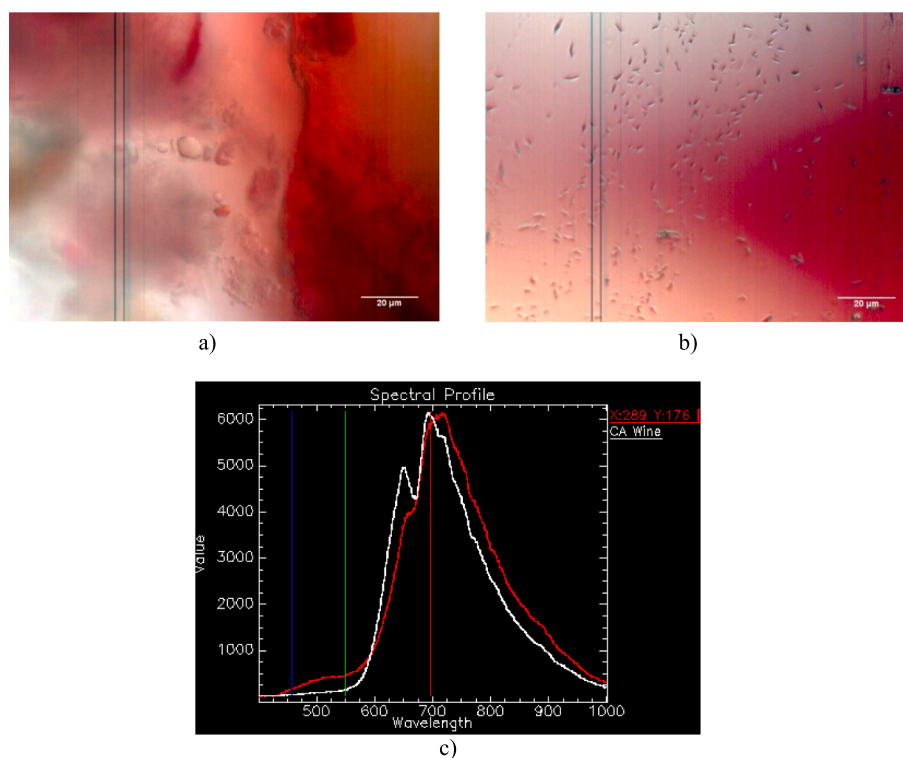 20 µm
20 µm
a)
b)
Spectral Profile
X:289 Y:176 [
CA Wine
6000
5000
4000
3000
2000
1000
Value
500
600
700
800
900
1000
Wavelength
c)